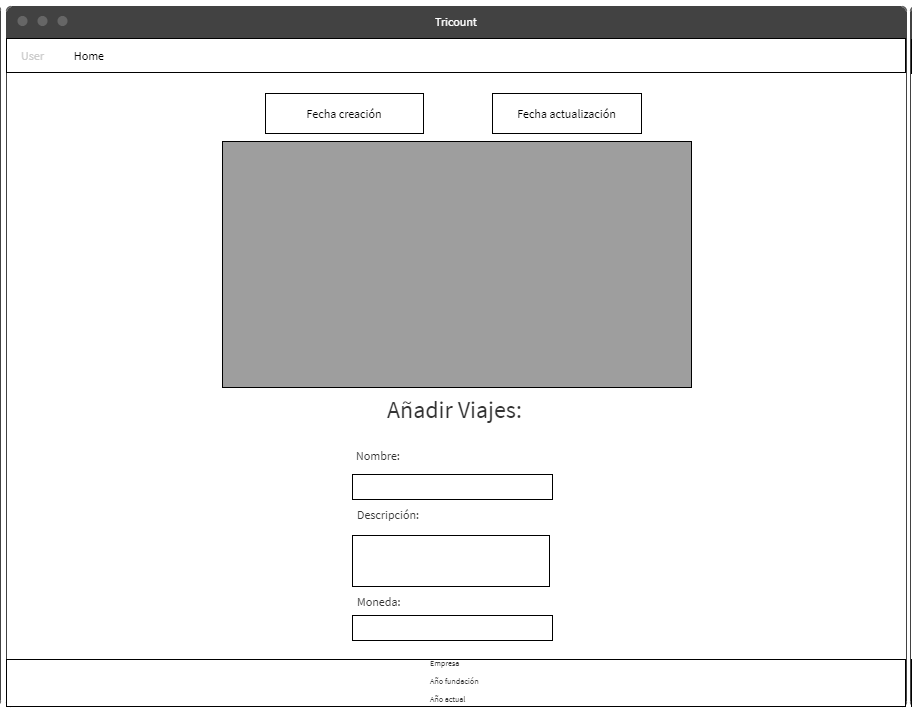 Tricount
User Home
Fecha creación Fecha actualización
Añadir Viajes:
Nombre:
Descripción:
Moneda:
Empresa
Año fundación
Año actual